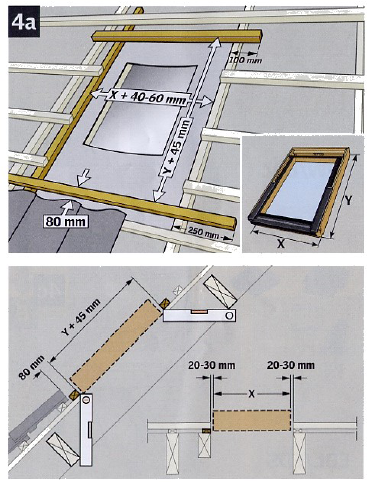 4a
100 mm
X + 40-60 mm
Y + 45 mm
80 mm
250 mm
Y
X
Y + 45 mm
80 mm
20-30 mm
20-30 mm
X